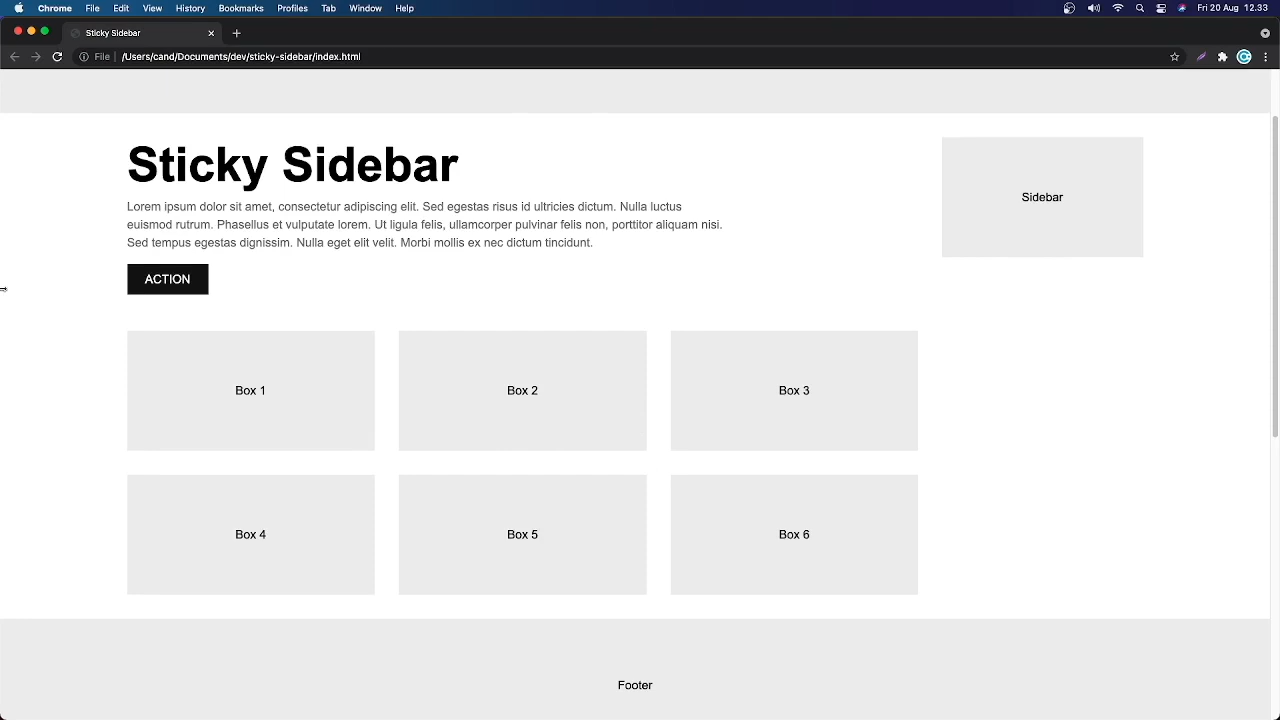 Chrome File Edit View History Bookmarks Profiles Tab Window Help Fri 20 Aug 12.33
Sticky Sidebar
File /Users/cand/Documents/dev/sticky-sidebar/index.html
Sticky Sidebar
Lorem ipsum dolor sit amet, consectetur adipiscing elit. Sed egestas risus id ultricies dictum. Nulla luctus
euismod rutrum. Phasellus et vulputate lorem. Ut ligula felis, ullamcorper pulvinar felis non, porttitor aliquam nisi.
Sed tempus egestas dignissim. Nulla eget elit velit. Morbi mollis ex nec dictum tincidunt.
ACTION
Sidebar
Box 1
Box 2
Box 3
Box 4
Box 5
Box 6
Footer